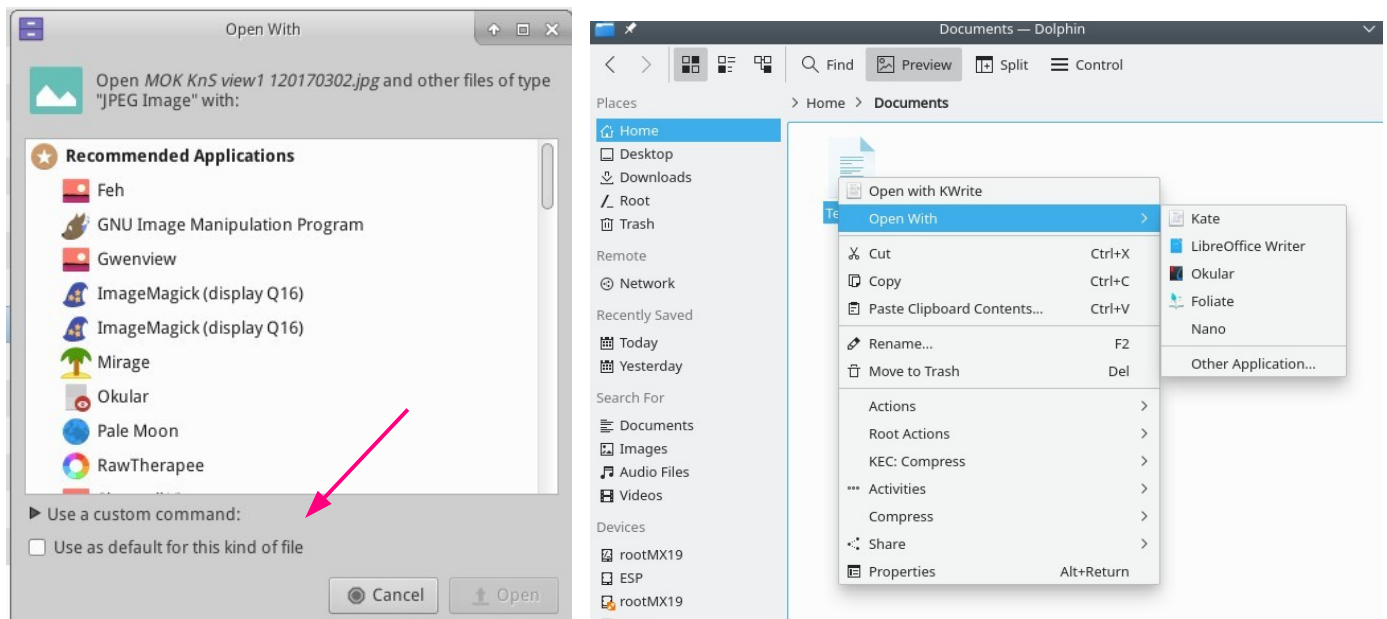 Open With
Open MOK KnS view1 120170302.jpg and other files of type
"JPEG Image" with:
Recommended Applications
Feh
GNU Image Manipulation Program
Gwenview
ImageMagick (display Q16)
ImageMagick (display Q16)
Mirage
Okular
Pale Moon
RawTherapee
Use a custom command:
Use as default for this kind of file
Cancel
Open
Documents — Dolphin
Find
Preview
Split
Control
Places
Home
Desktop
Downloads
Root
Trash
Remote
Network
Recently Saved
Today
Yesterday
Search For
Documents
Images
Audio Files
Videos
Devices
rootMX19
ESP
rootMX19
> Home > Documents
Te
Open with KWrite
Open With
Cut Ctrl+X
Copy Ctrl+C
Paste Clipboard Contents... Ctrl+V
Rename... F2
Move to Trash Del
Actions
Root Actions
KEC: Compress
Activities
Compress
Share
Properties Alt+Return
Kate
LibreOffice Writer
Okular
Foliate
Nano
Other Application...